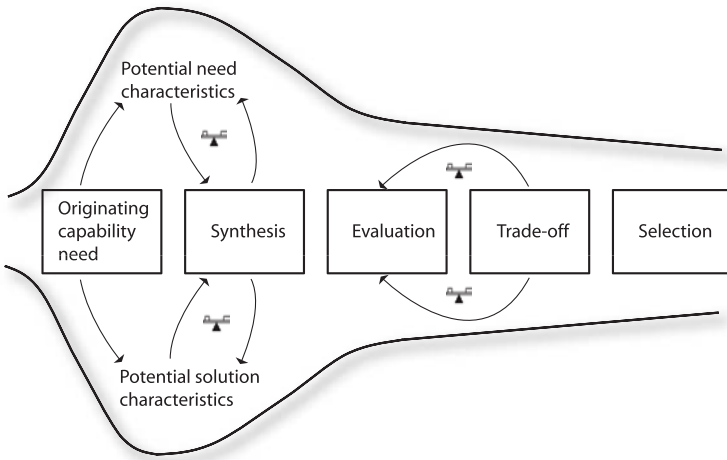 Potential need
characteristics
Originating
capability
need
Synthesis
Evaluation
Trade-off
Selection
Potential solution
characteristics